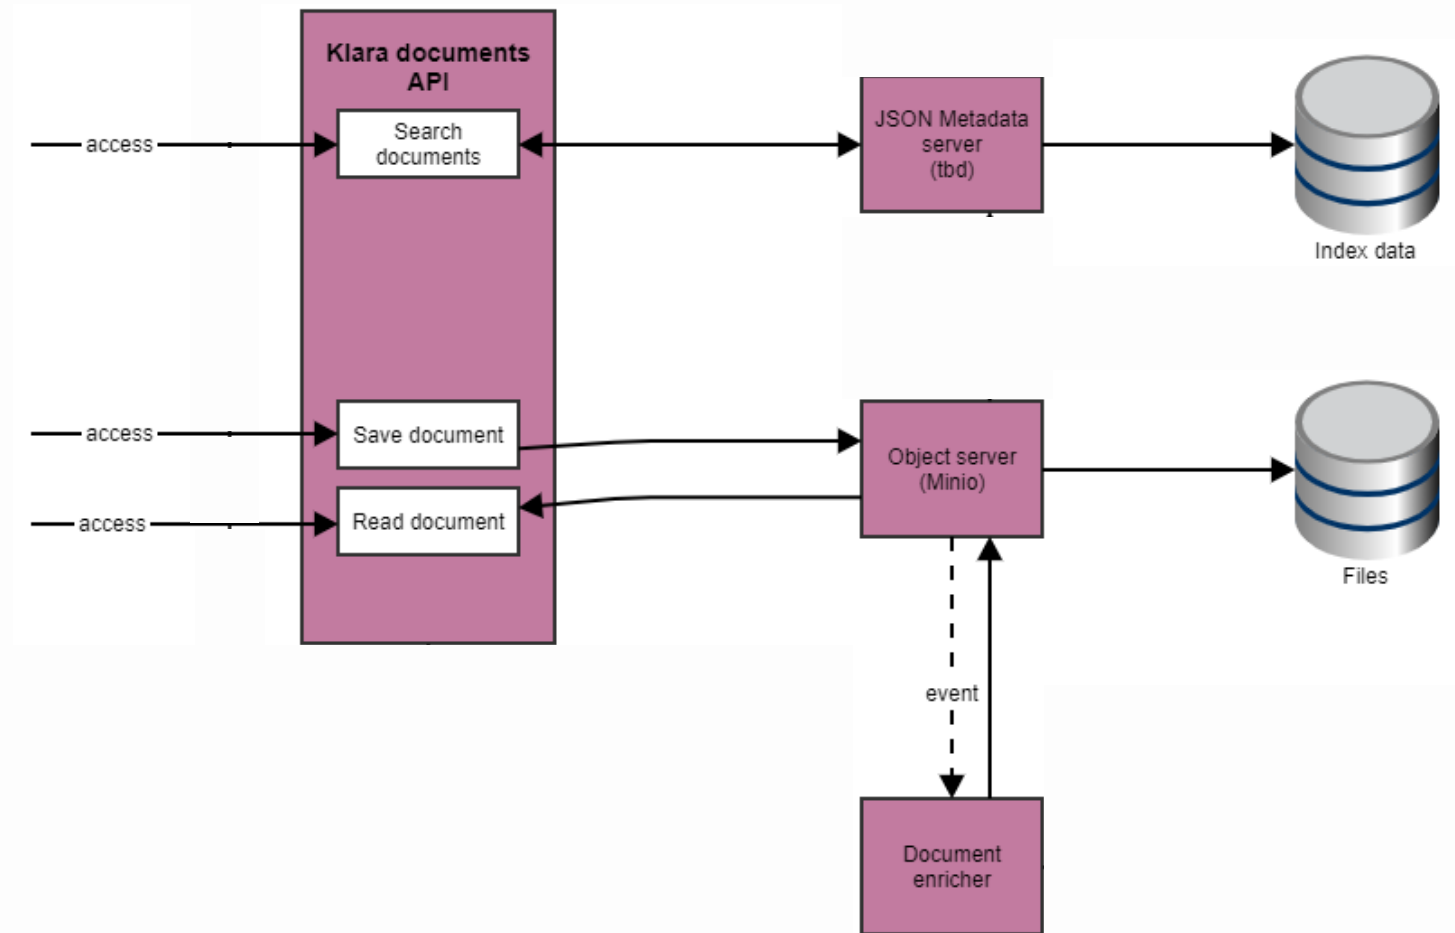 Klara documents
API
access
Search
documents
JSON Metadata
server
(tbd)
Index data
access
Save document
Object server
(Minio)
access
Read document
Files
event
Document
enricher